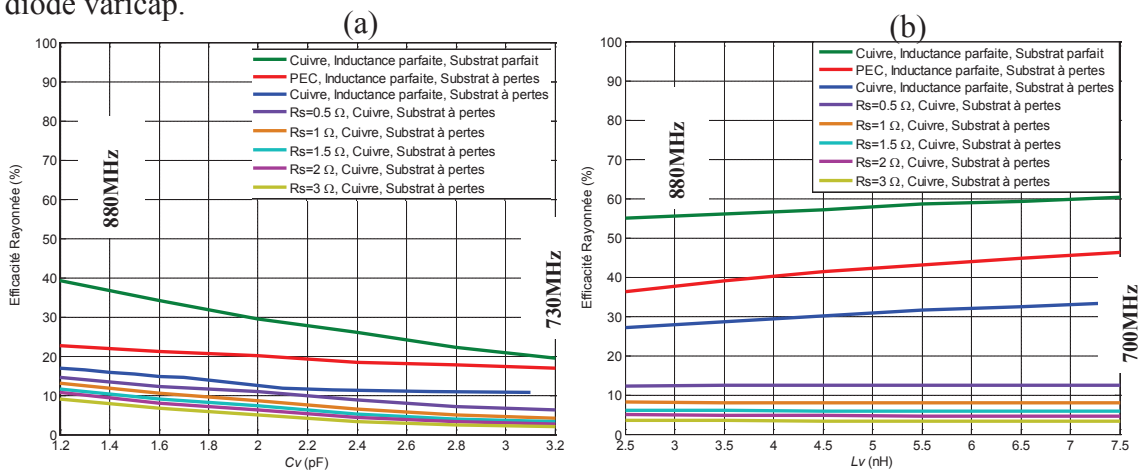 diode varicap.
(a)
100
90
80
70
60
50
40
30
20
10
0
Efficacité Rayonnée (%)
880MHz
730MHz
Cuivre, Inductance parfaite, Substrat parfait
PEC, Inductance parfaite, Substrat à pertes
Cuivre, Inductance parfaite, Substrat à pertes
Rs=0.5 Ω, Cuivre, Substrat à pertes
Rs=1 Ω, Cuivre, Substrat à pertes
Rs=1.5 Ω, Cuivre, Substrat à pertes
Rs=2 Ω, Cuivre, Substrat à pertes
Rs=3 Ω, Cuivre, Substrat à pertes
1.2 1.4 1.6 1.8 2 2.2 2.4 2.6 2.8 3 3.2
Cv (pF)
(b)
100
90
80
70
60
50
40
30
20
10
0
Efficacité Rayonnée (%)
880MHz
700MHz
Cuivre, Inductance parfaite, Substrat parfait
PEC, Inductance parfaite, Substrat à pertes
Cuivre, Inductance parfaite, Substrat à pertes
Rs=0.5 Ω, Cuivre, Substrat à pertes
Rs=1 Ω, Cuivre, Substrat à pertes
Rs=1.5 Ω, Cuivre, Substrat à pertes
Rs=2 Ω, Cuivre, Substrat à pertes
Rs=3 Ω, Cuivre, Substrat à pertes
2.5 3 3.5 4 4.5 5 5.5 6 6.5 7 7.5
Lv (nH)